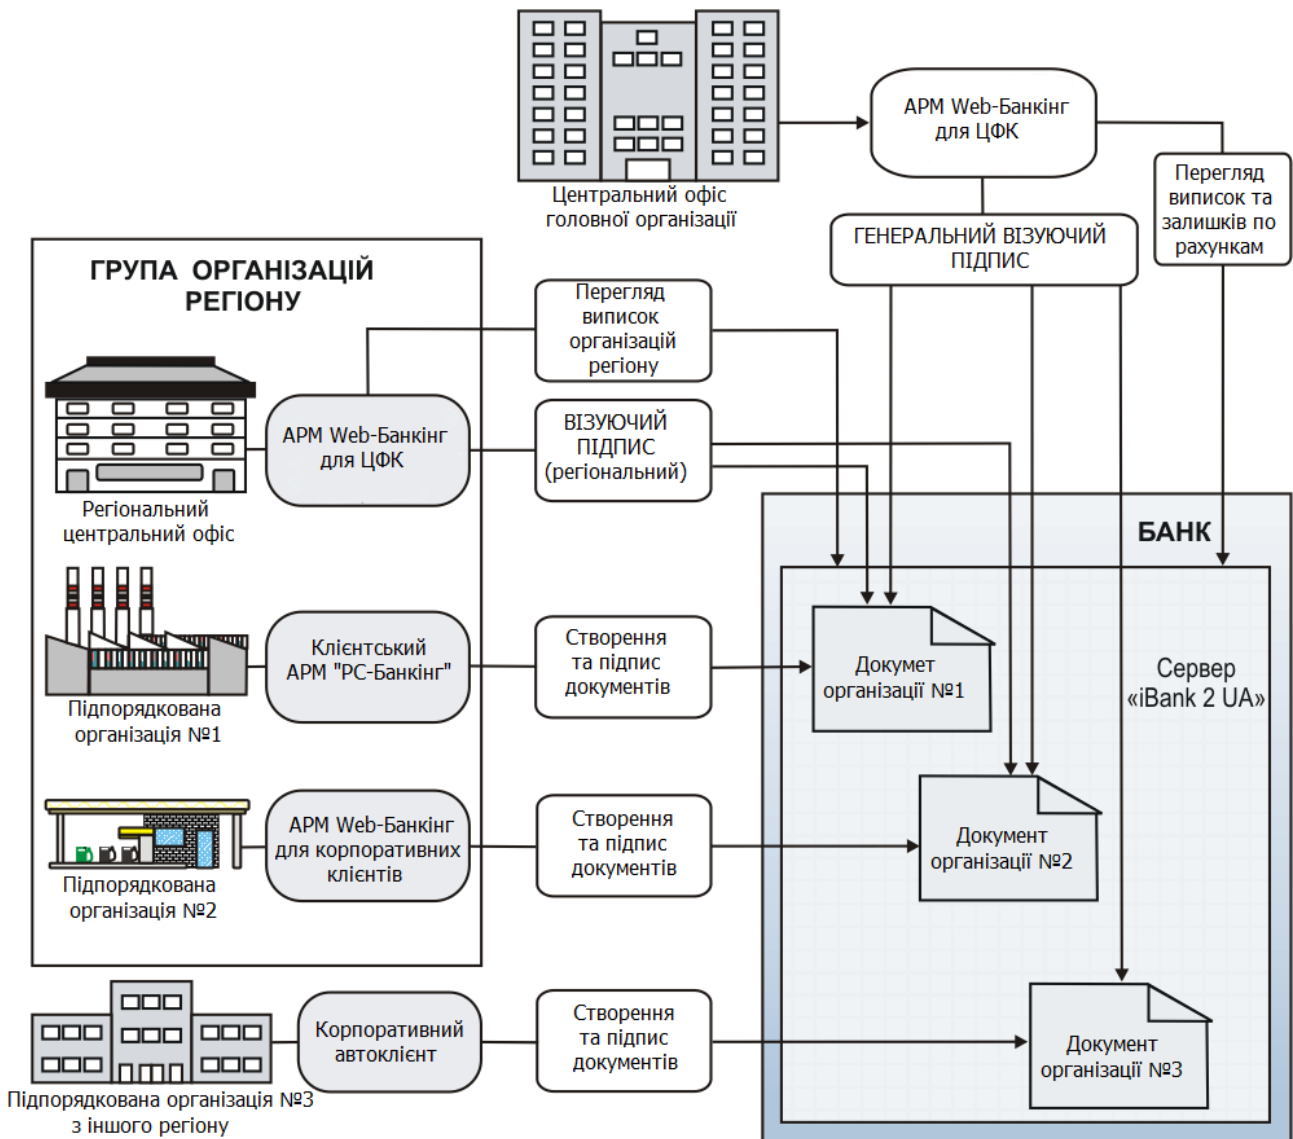 Центральний офіс
головної організації
АРМ Web-Банкінг
для ЦФК
Перегляд
виписок та
залишків по
рахункам
ГЕНЕРАЛЬНИЙ ВІЗУЮЧИЙ
ПІДПИС
ГРУПА ОРГАНІЗАЦІЙ
РЕГІОНУ
Перегляд
виписок
організацій
регіону
Регіональний
центральний офіс
АРМ Web-Банкінг
для ЦФК
ВІЗУЮЧИЙ
ПІДПИС
(регіональний)
БАНК
Сервер
«iBank 2 UA»
Підпорядкована
організація №1
Клієнтський
АРМ "PC-Банкінг"
Створення
та підпис
документів
Докумет
організації №1
Підпорядкована
організація №2
АРМ Web-Банкінг
для корпоративних
клієнтів
Створення
та підпис
документів
Документ
організації №2
Підпорядкована організація №3
з іншого регіону
Корпоративний
автоклієнт
Створення
та підпис
документів
Документ
організації №3